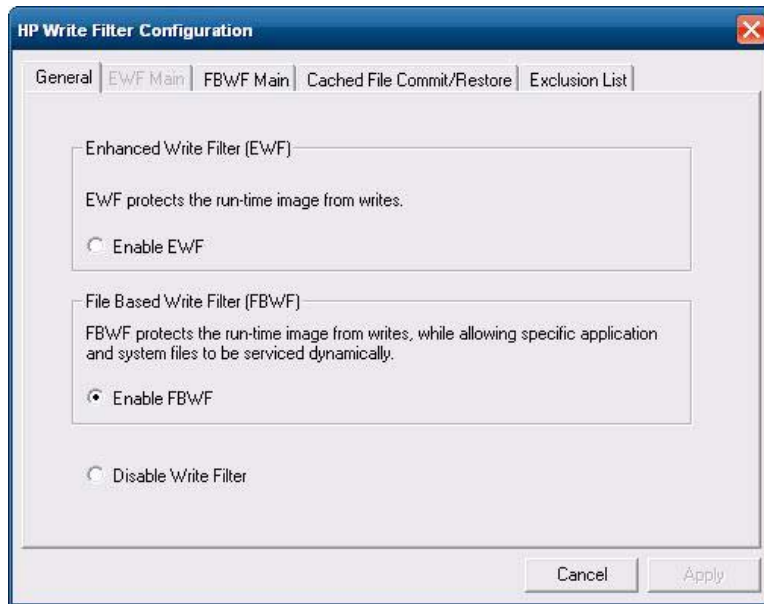 HP Write Filter Configuration
General EWF Main FBWF Main Cached File Commit/Restore Exclusion List
Enhanced Write Filter (EWF)
EWF protects the run-time image from writes.
Enable EWF
File Based Write Filter (FBWF)
FBWF protects the run-time image from writes, while allowing specific application
and system files to be serviced dynamically.
Enable FBWF
Disable Write Filter
Cancel Apply